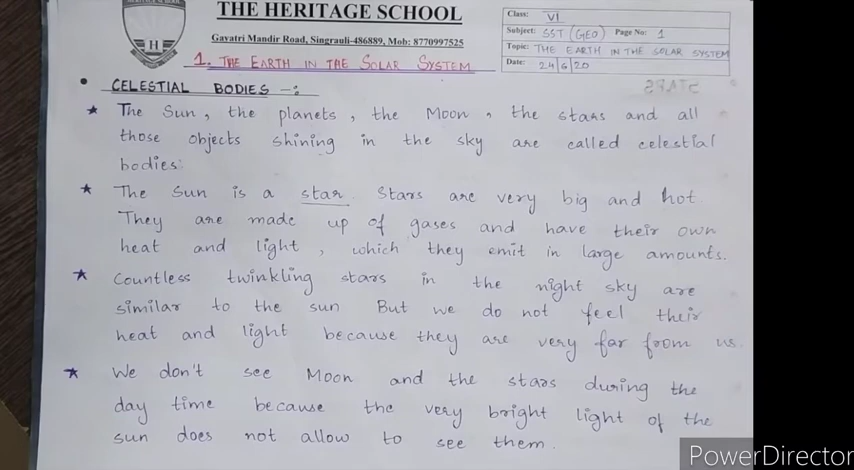 THE HERITAGE SCHOOL
Gayatri Mandir Road, Singrauli-486889, Mob: 8770997525
Class: VI
Subject: SST (GEO) Page No: 1
Topic: THE EARTH IN THE SOLAR SYSTEM
Date: 24/6/20
1. THE EARTH IN THE SOLAR SYSTEM
• CELESTIAL BODIES -:
★ The Sun, the planets, the Moon, the stars and all
those objects shining in the sky are called celestial
bodies.
★ The Sun is a star. Stars are very big and hot.
They are made up of gases and have their own
heat and light, which they emit in large amounts.
★ Countless twinkling stars in the night sky are
similar to the sun. But we do not feel their
heat and light because they are very far from us.
★ We don't see Moon and the stars during the
day time because the very bright light of the
sun does not allow to see them.
PowerDirector